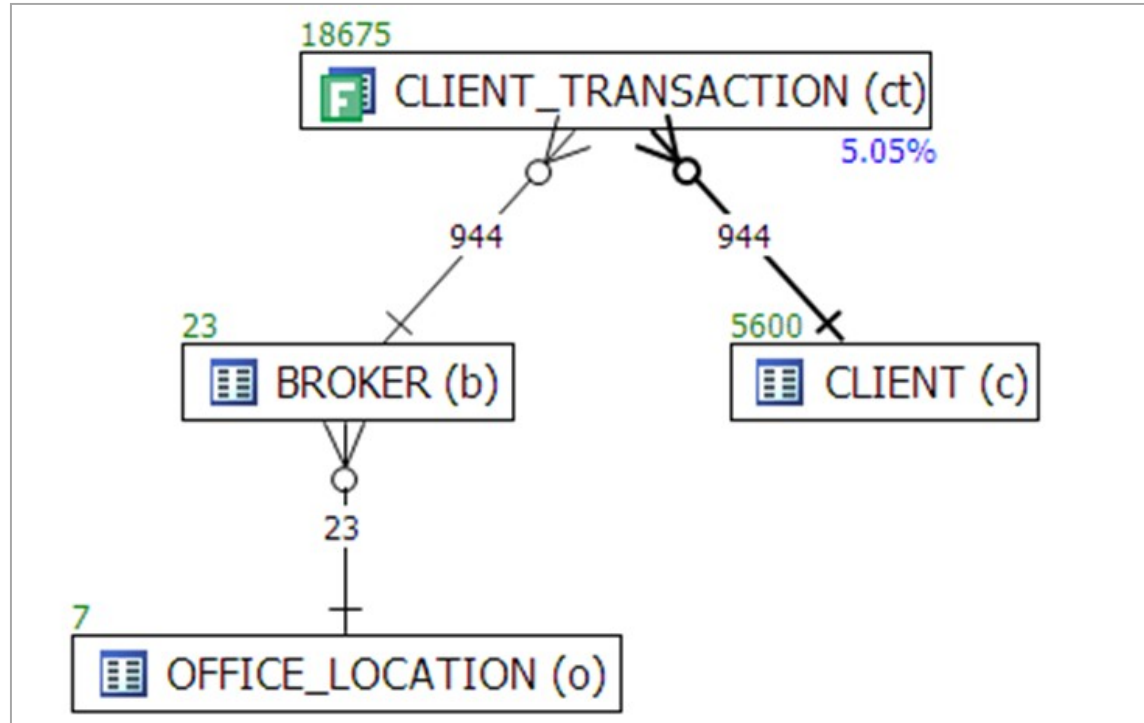 18675
F CLIENT_TRANSACTION (ct)
5.05%
944
944
23
BROKER (b)
5600
CLIENT (c)
23
7
OFFICE_LOCATION (o)